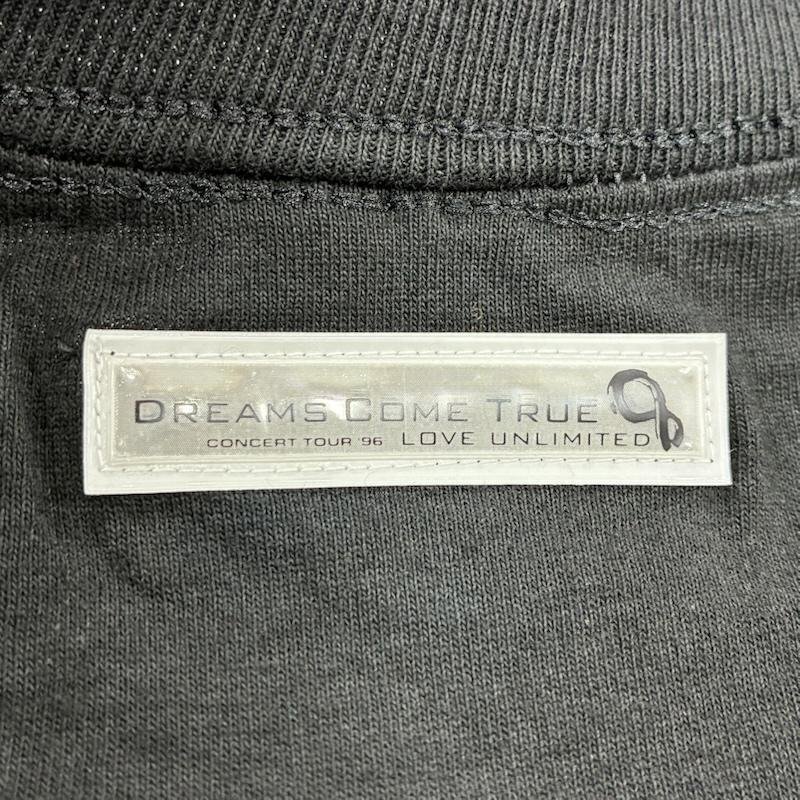 DREAMS COME TRUE
CONCERT TOUR '96 LOVE UNLIMITED